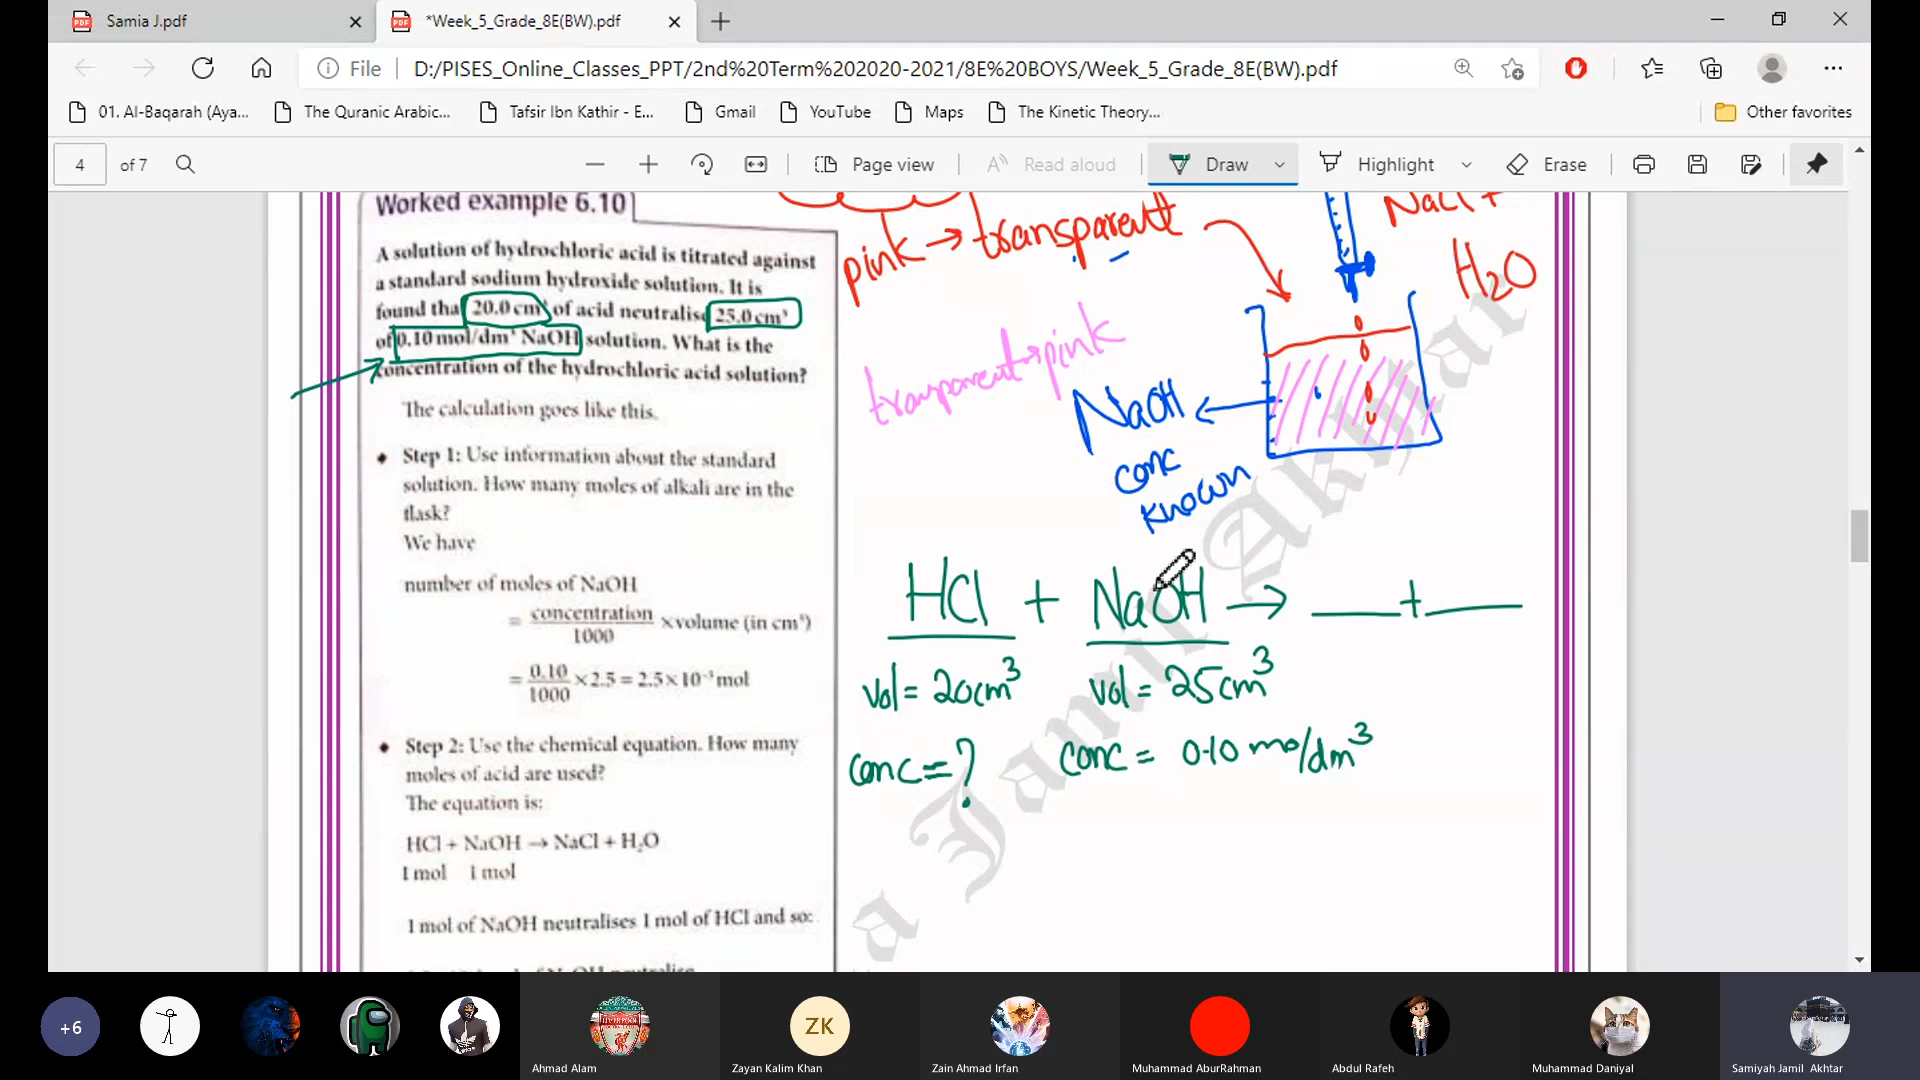 Samia J.pdf
*Week_5_Grade_8E(BW).pdf
File
D:/PISES_Online_Classes_PPT/2nd%20Term%202020-2021/8E%20BOYS/Week_5_Grade_8E(BW).pdf
01. Al-Baqarah (Aya...
The Quranic Arabic...
Tafsir Ibn Kathir - E...
Gmail
YouTube
Maps
The Kinetic Theory...
Other favorites
4 of 7
Page view
Read aloud
Draw
Highlight
Erase
Worked example 6.10
A solution of hydrochloric acid is titrated against
a standard sodium hydroxide solution. It is
found tha 20.0 cm³ of acid neutralise 25.0 cm³
of 0.10 mol/dm³ NaOH solution. What is the
concentration of the hydrochloric acid solution?
The calculation goes like this.
• Step 1: Use information about the standard
solution. How many moles of alkali are in the
flask?
We have
number of moles of NaOH
= concentration/1000 × volume (in cm³)
= 0.10/1000 × 2.5 = 2.5 × 10⁻³ mol
• Step 2: Use the chemical equation. How many
moles of acid are used?
The equation is:
HCl + NaOH → NaCl + H₂O
1 mol 1 mol
1 mol of NaOH neutralises 1 mol of HCl and so:
pink → transparent
NaCl +
H₂O
transparent → pink
NaOH
conc
known
HCl + NaOH → ___ + ___
vol = 20cm³
vol = 25cm³
conc = ?
conc = 0.10 mo/dm³
a Jamil Akhtar
+6
ZK
Ahmad Alam
Zayan Kalim Khan
Zain Ahmad Irfan
Muhammad AburRahman
Abdul Rafeh
Muhammad Daniyal
Samiyah Jamil Akhtar